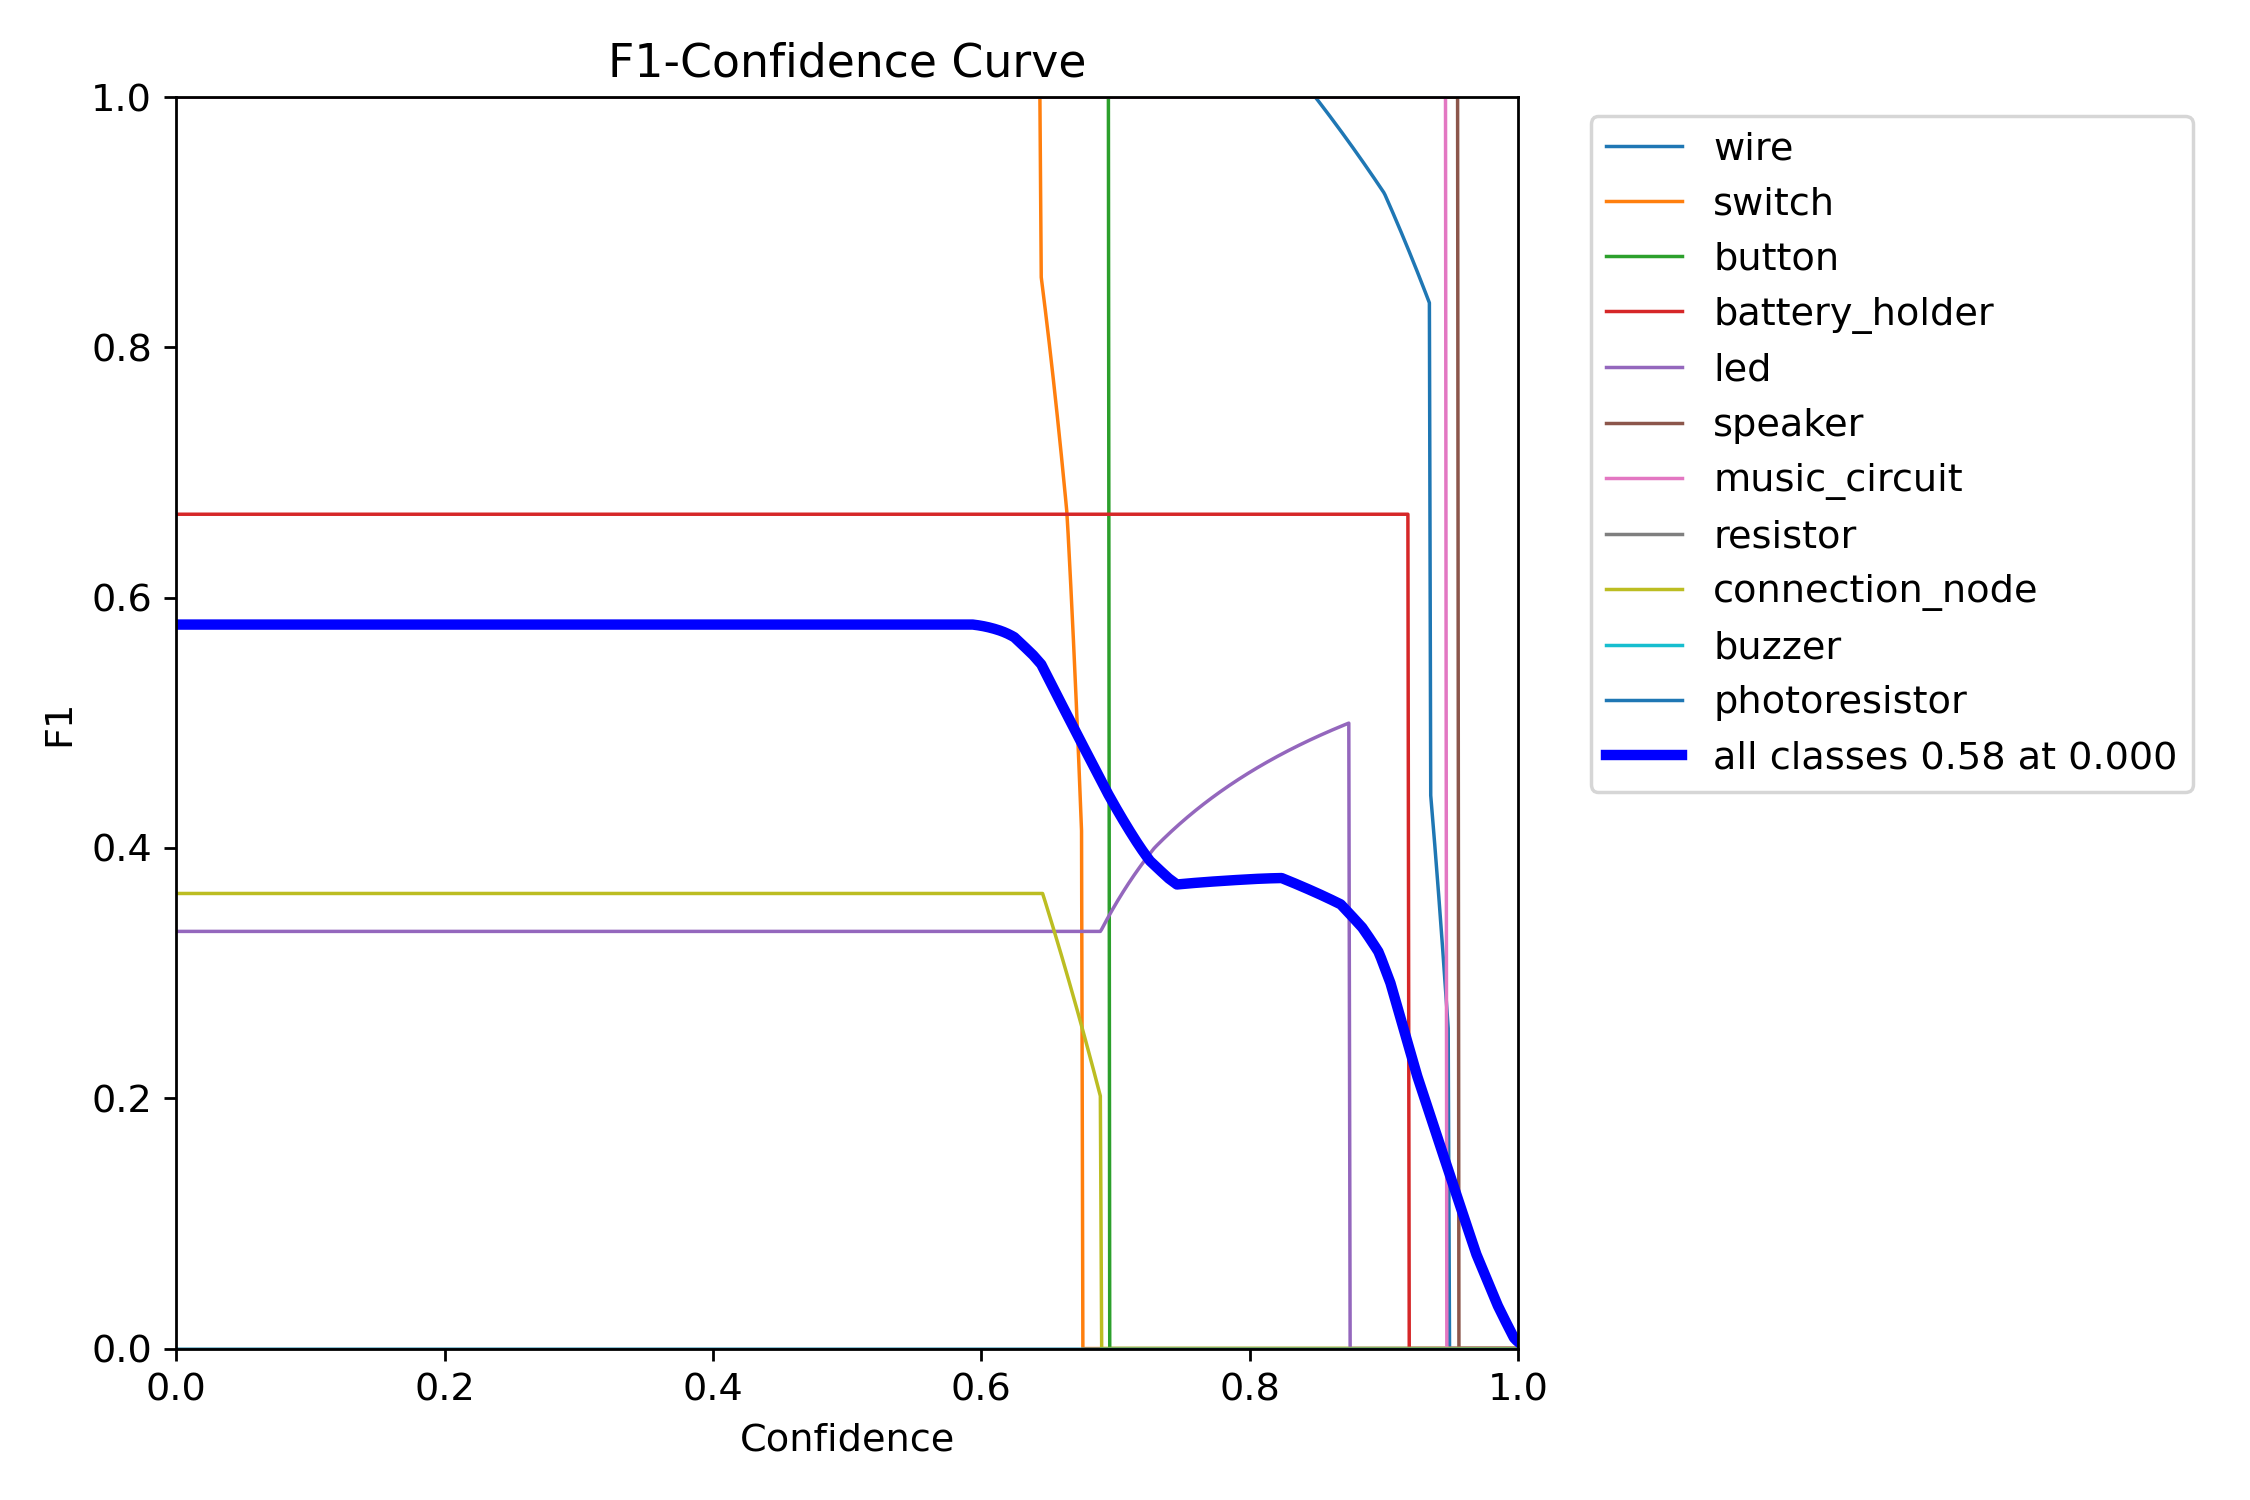 F1-Confidence Curve
1.0
0.8
0.6
0.4
0.2
0.0
F1
0.0 0.2 0.4 0.6 0.8 1.0
Confidence
wire
switch
button
battery_holder
led
speaker
music_circuit
resistor
connection_node
buzzer
photoresistor
all classes 0.58 at 0.000